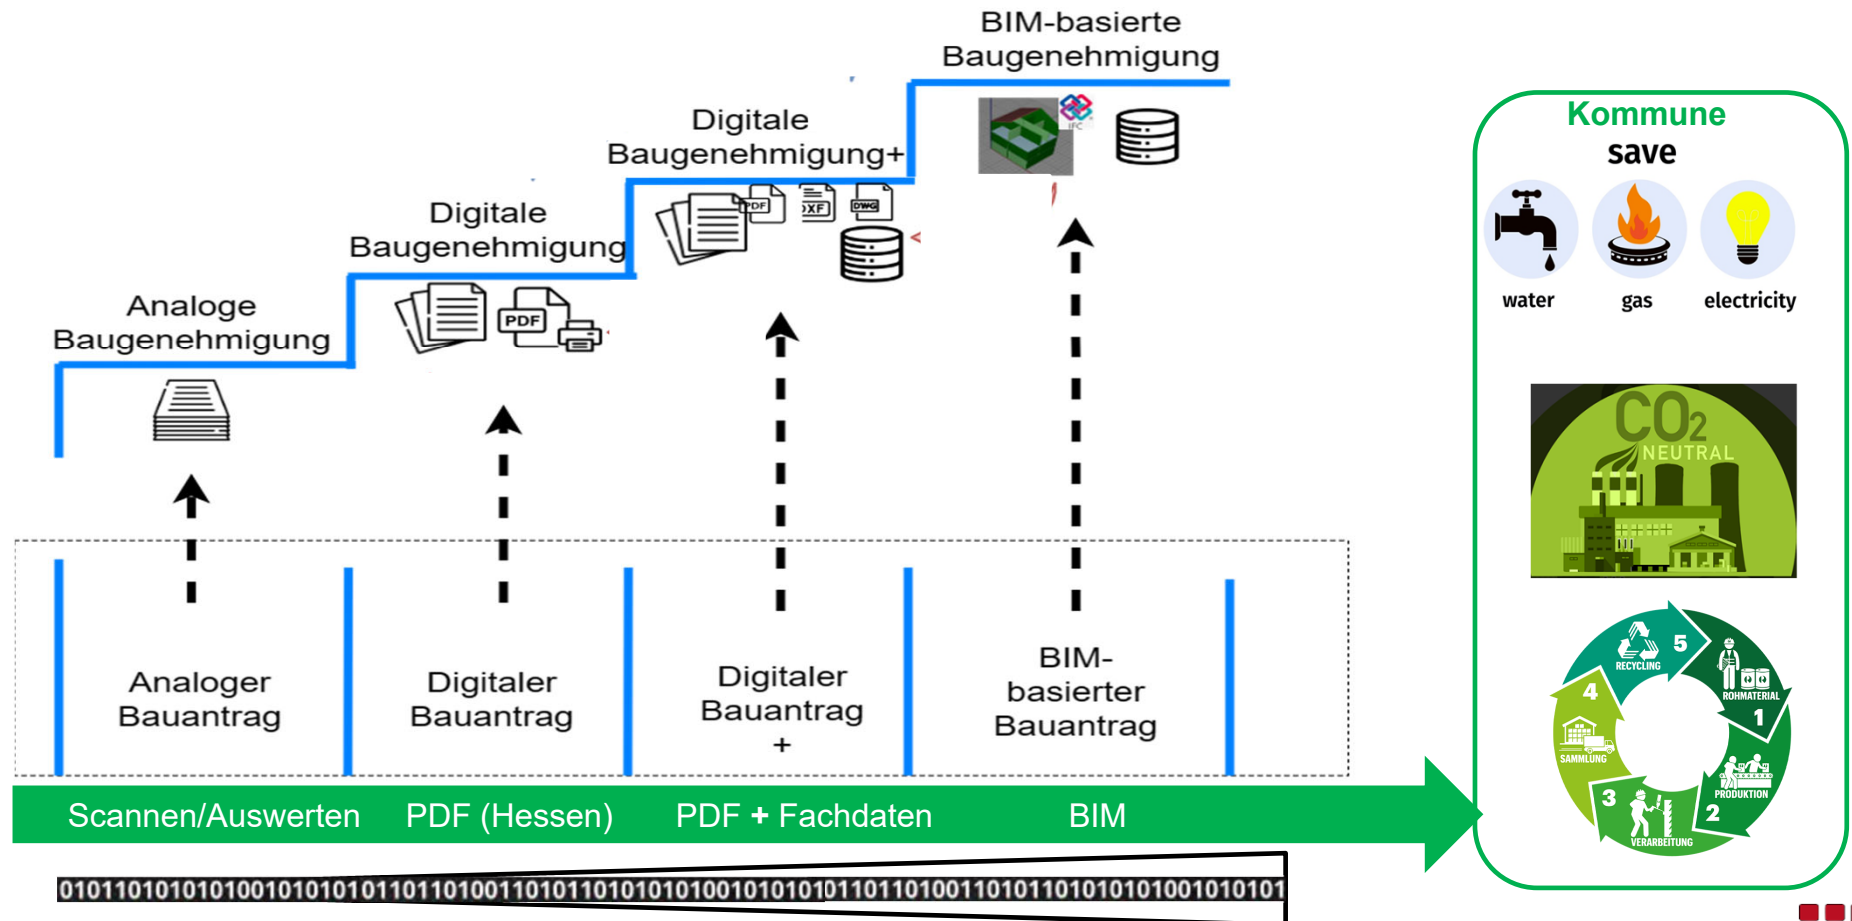 BIM-basierte
Baugenehmigung
IFC
Digitale
Baugenehmigung+
PDF
DXF
DWG
Digitale
Baugenehmigung
PDF
Analoge
Baugenehmigung
Analoger
Bauantrag
Digitaler
Bauantrag
Digitaler
Bauantrag
+
BIM-
basierter
Bauantrag
Scannen/Auswerten
PDF (Hessen)
PDF + Fachdaten
BIM
Kommune
save
water
gas
electricity
CO2
NEUTRAL
5
RECYCLING
ROHMATERIAL
1
PRODUKTION
2
3
VERARBEITUNG
4
SAMMLUNG